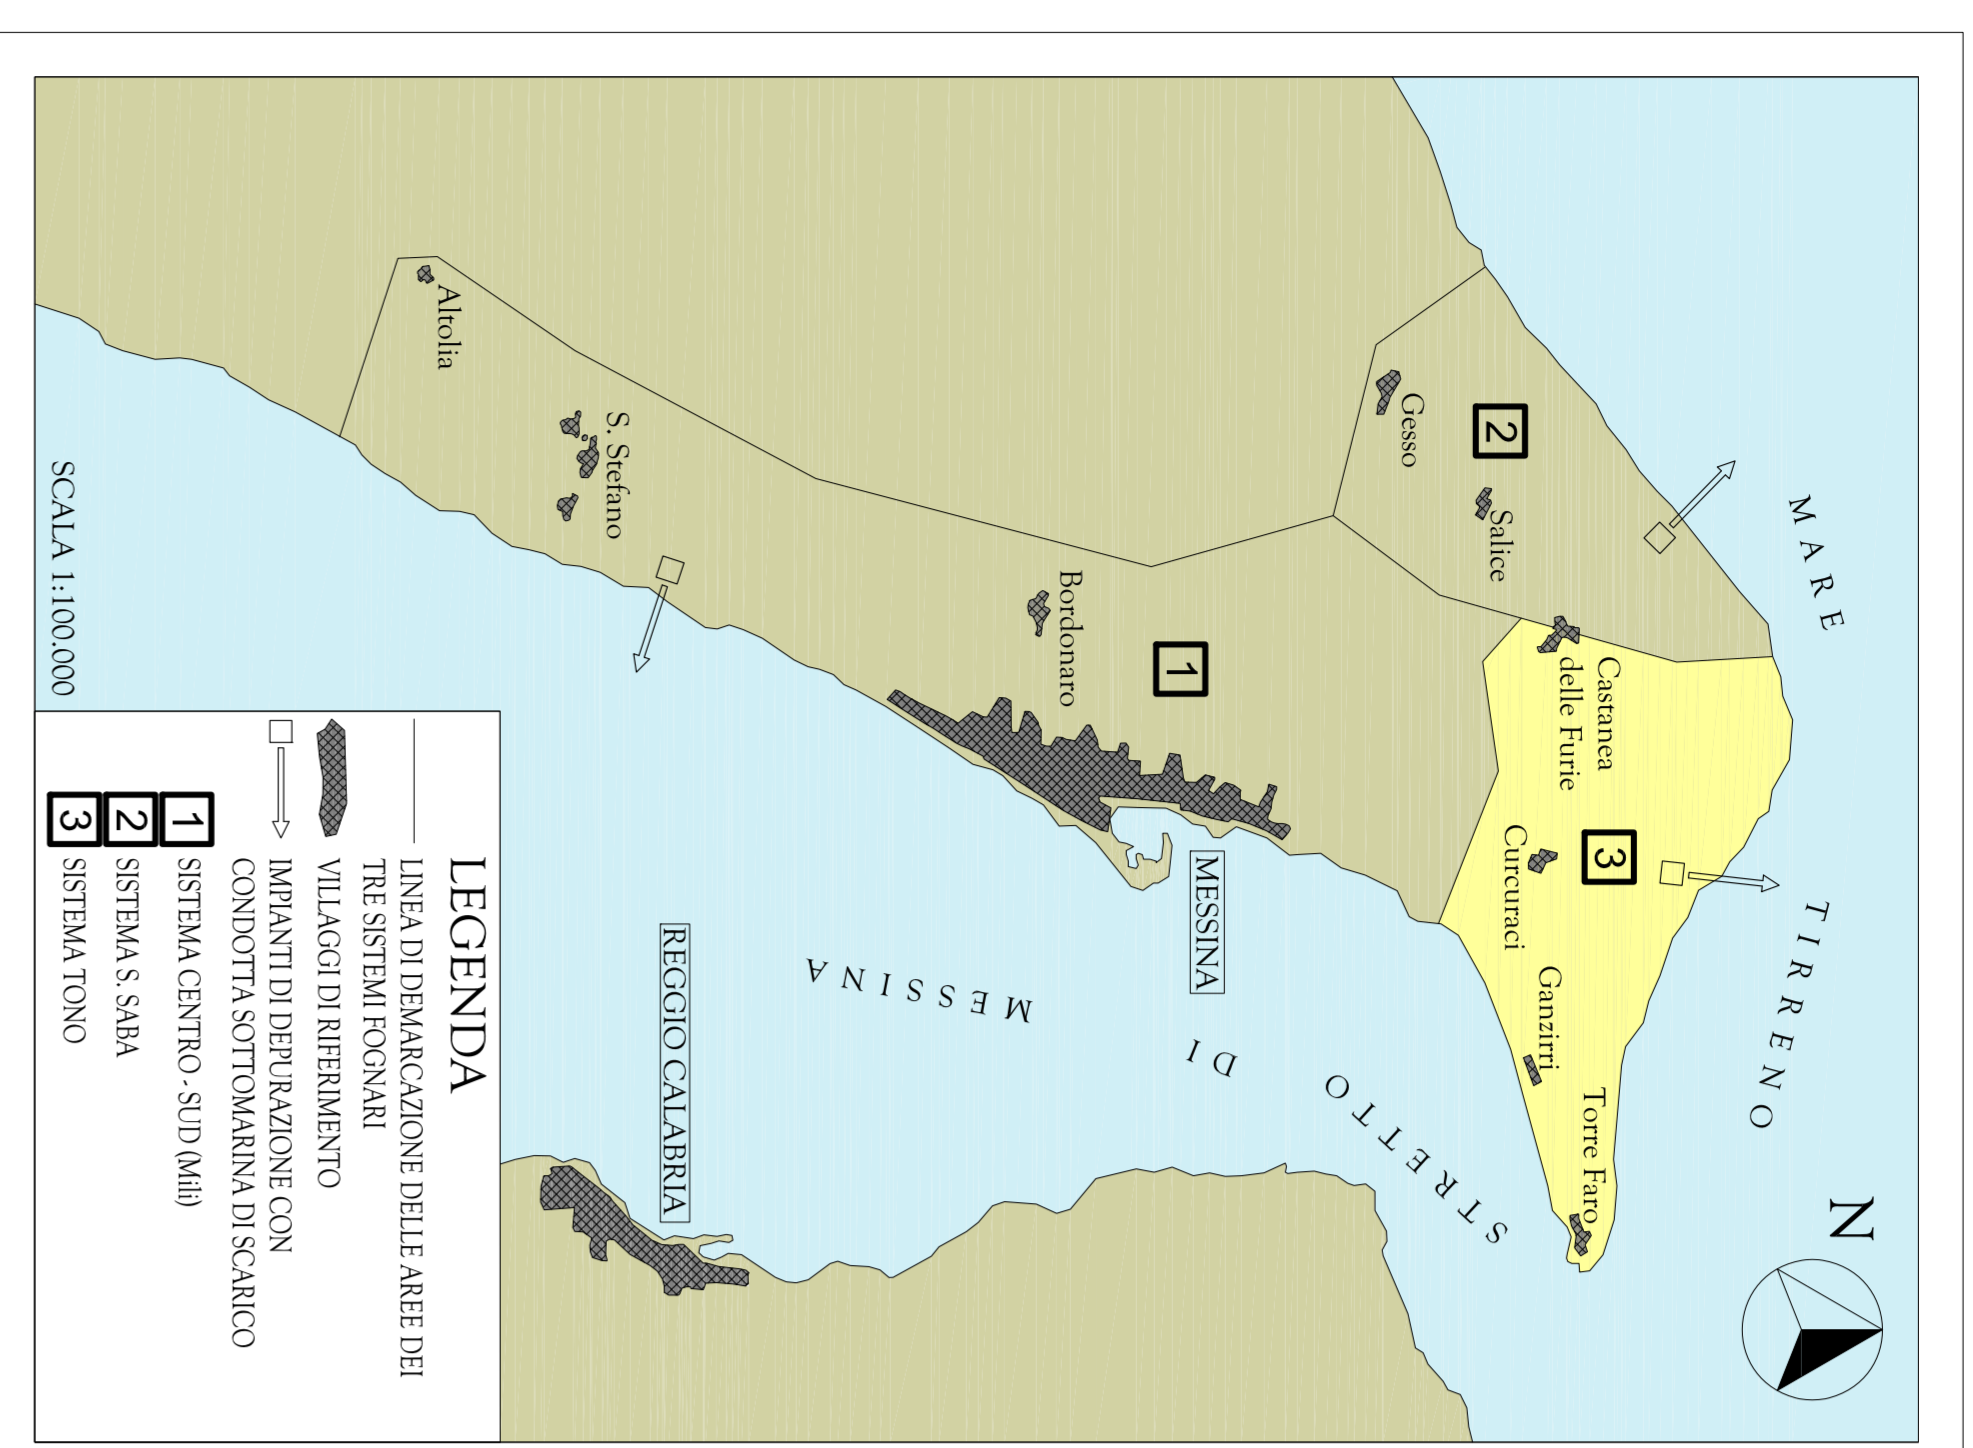 MARE
TIRRENO
N
2
Gesso
Salice
Castanea
delle Furie
3
Curcuraci
Ganzirri
Torre Faro
1
Bordonaro
MESSINA
STRETTO
DI
MESSINA
S. Stefano
Altolia
REGGIO CALABRIA
SCALA 1:100.000
LEGENDA
LINEA DI DEMARCAZIONE DELLE AREE DEI
TRE SISTEMI FOGNARI
VILLAGGI DI RIFERIMENTO
IMPIANTI DI DEPURAZIONE CON
CONDOTTA SOTTOMARINA DI SCARICO
1 SISTEMA CENTRO - SUD (Mili)
2 SISTEMA S. SABA
3 SISTEMA TONO